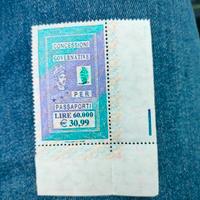 CONCESSIONI
GOVERNATIVE
PER
PASSAPORTI
LIRE 60.000
€ 30,99